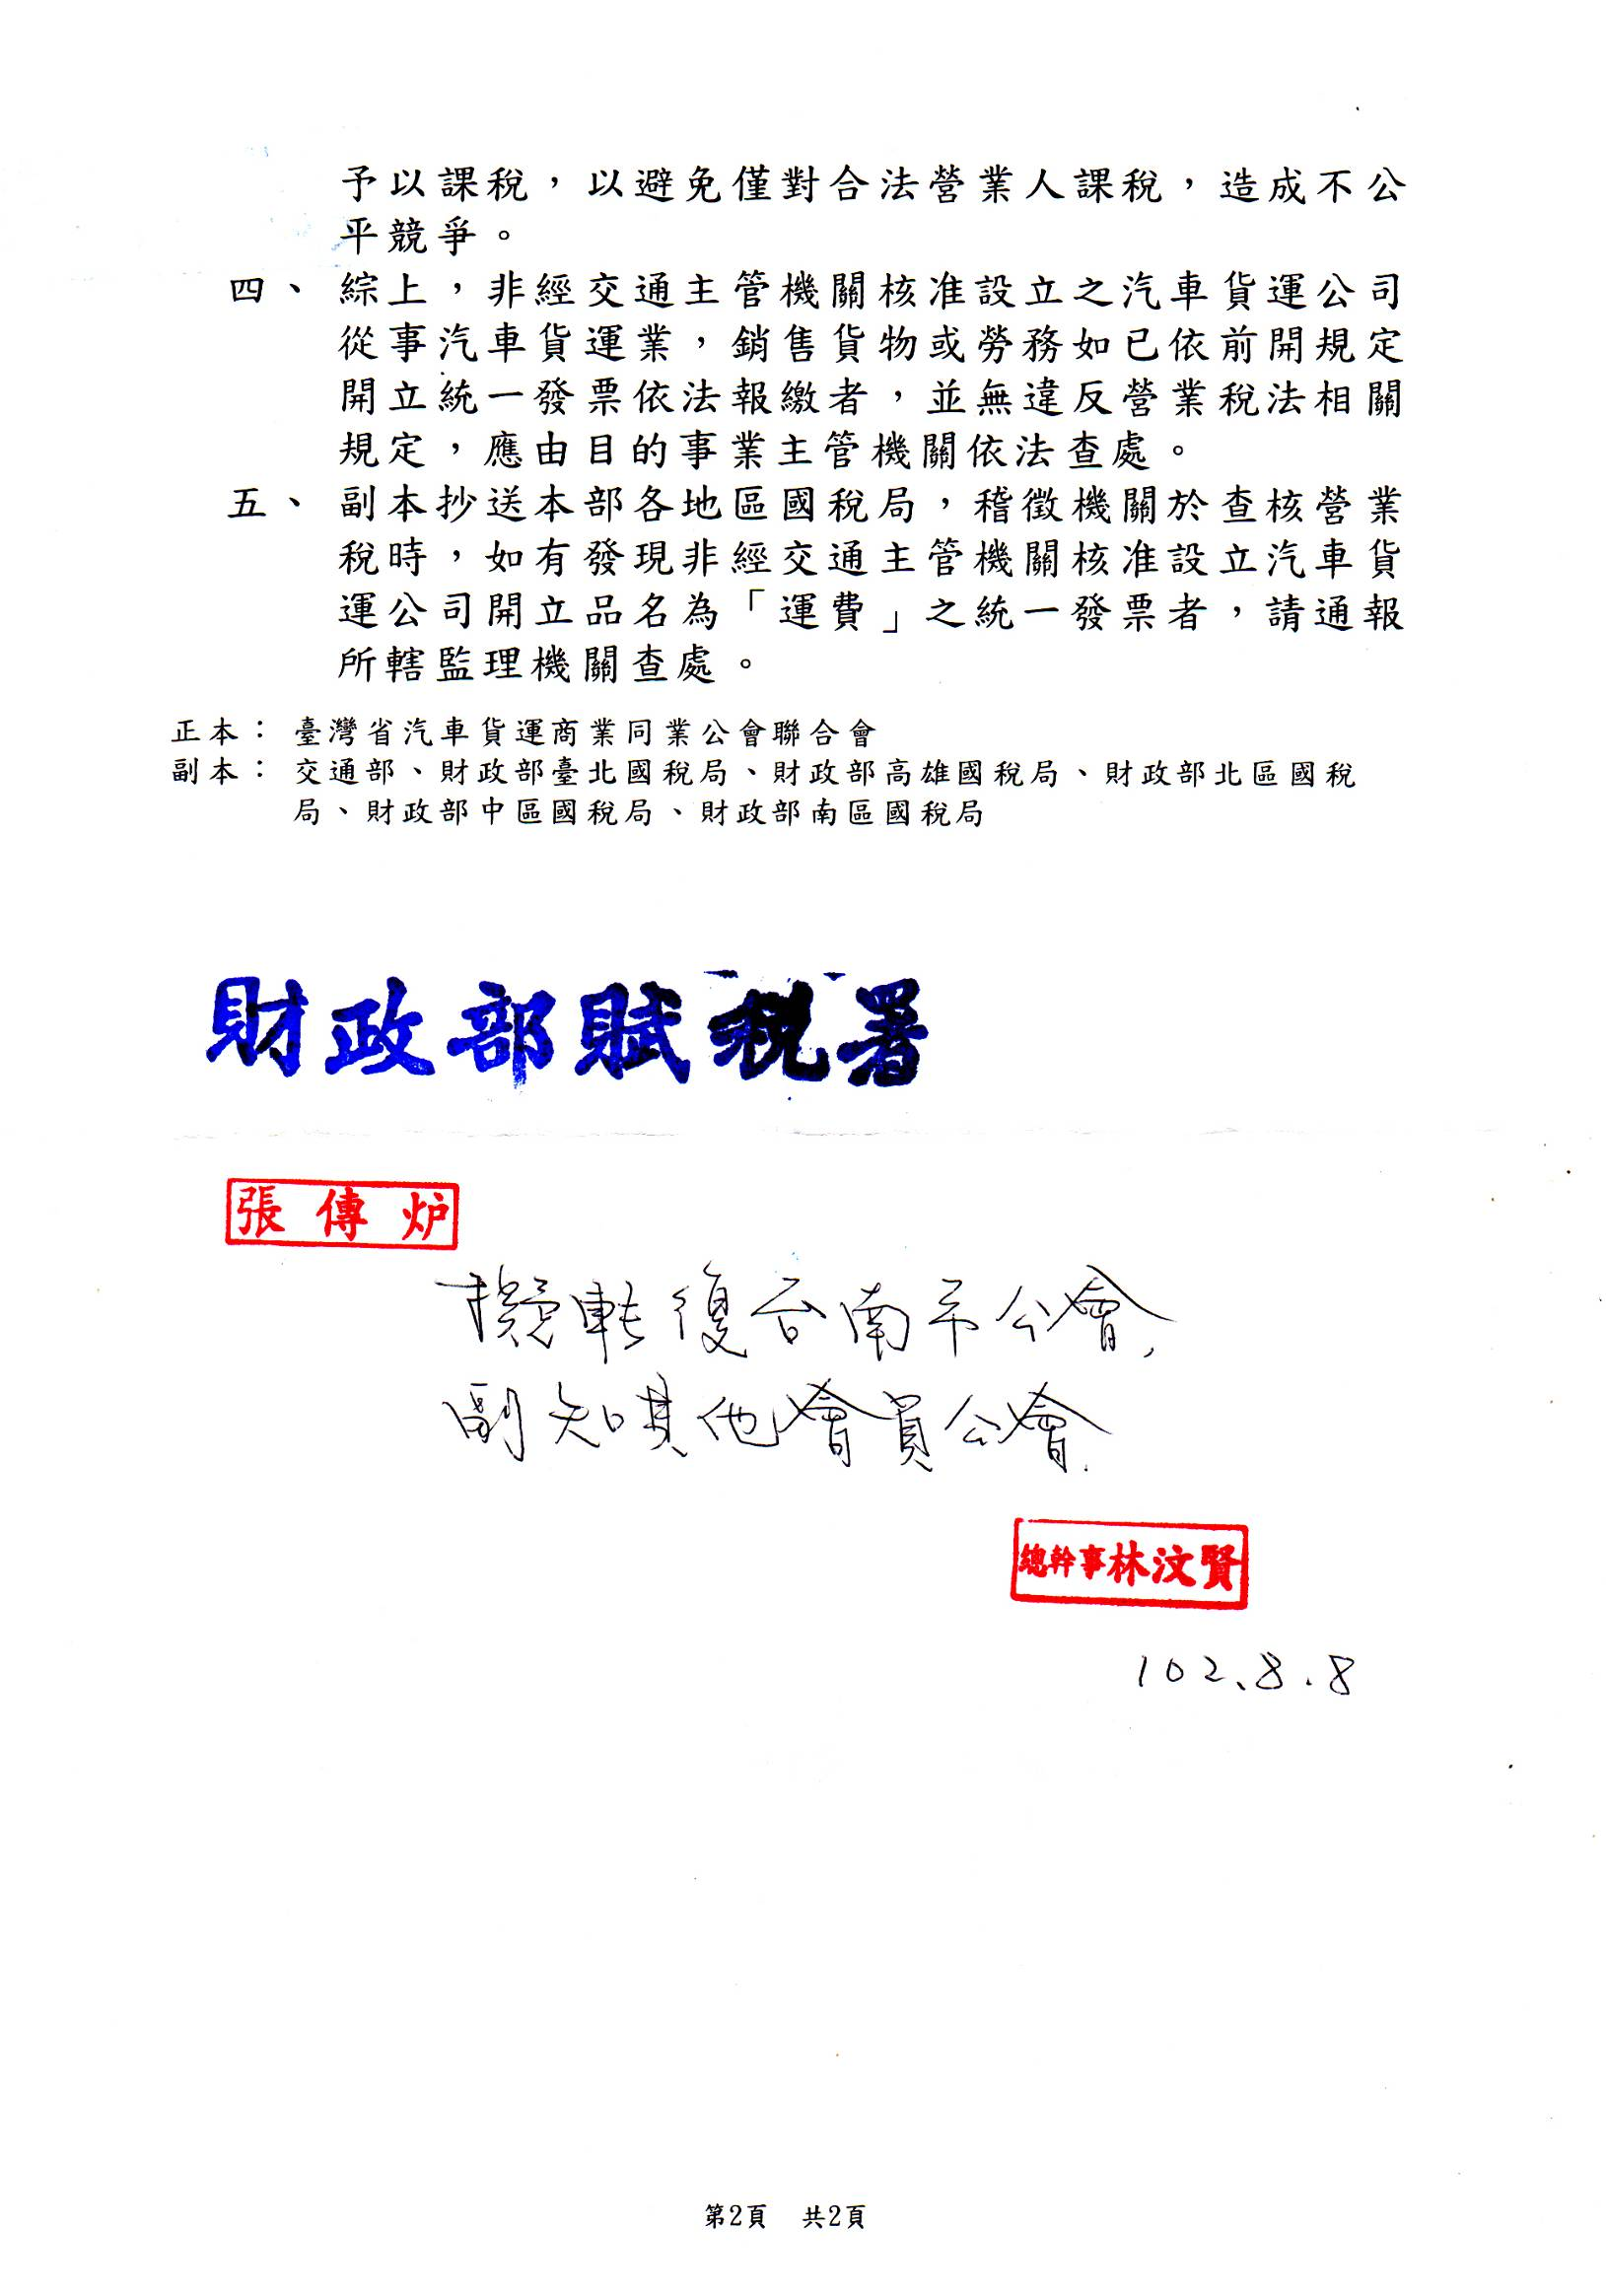 予以課稅，以避免僅對合法營業人課稅，造成不公
平競爭。
四、綜上，非經交通主管機關核准設立之汽車貨運公司
從事汽車貨運業，銷售貨物或勞務如已依前開規定
開立統一發票依法報繳者，並無違反營業稅法相關
規定，應由目的事業主管機關依法查處。
五、副本抄送本部各地區國稅局，稽徵機關於查核營業
稅時，如有發現非經交通主管機關核准設立汽車貨
運公司開立品名為「運費」之統一發票者，請通報
所轄監理機關查處。
正本：臺灣省汽車貨運商業同業公會聯合會
副本：交通部、財政部臺北國稅局、財政部高雄國稅局、財政部北區國稅
局、財政部中區國稅局、財政部南區國稅局
財政部賦稅署
張傳炉
擬転復台南市公會，
副知其他會員公會.
總幹事林汶賢
102.8.8
第2頁 共2頁